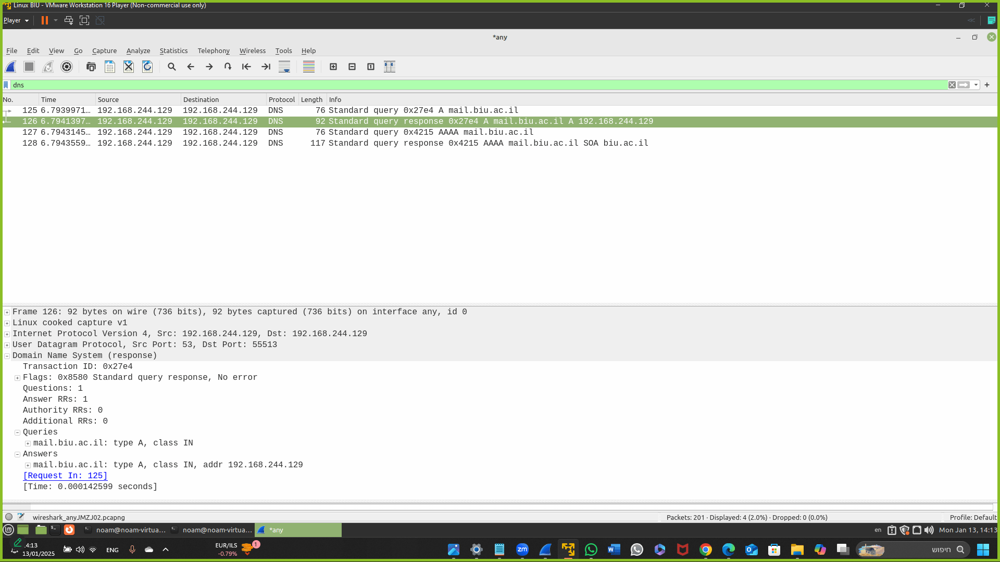 Linux BIU - VMware Workstation 16 Player (Non-commercial use only)
Player
*any
File Edit View Go Capture Analyze Statistics Telephony Wireless Tools Help
dns
No. Time Source Destination Protocol Length Info
125 6.7939971… 192.168.244.129 192.168.244.129 DNS 76 Standard query 0x27e4 A mail.biu.ac.il
126 6.7941397… 192.168.244.129 192.168.244.129 DNS 92 Standard query response 0x27e4 A mail.biu.ac.il A 192.168.244.129
127 6.7943145… 192.168.244.129 192.168.244.129 DNS 76 Standard query 0x4215 AAAA mail.biu.ac.il
128 6.7943559… 192.168.244.129 192.168.244.129 DNS 117 Standard query response 0x4215 AAAA mail.biu.ac.il SOA biu.ac.il
Frame 126: 92 bytes on wire (736 bits), 92 bytes captured (736 bits) on interface any, id 0
Linux cooked capture v1
Internet Protocol Version 4, Src: 192.168.244.129, Dst: 192.168.244.129
User Datagram Protocol, Src Port: 53, Dst Port: 55513
Domain Name System (response)
Transaction ID: 0x27e4
Flags: 0x8580 Standard query response, No error
Questions: 1
Answer RRs: 1
Authority RRs: 0
Additional RRs: 0
Queries
mail.biu.ac.il: type A, class IN
Answers
mail.biu.ac.il: type A, class IN, addr 192.168.244.129
[Request In: 125]
[Time: 0.000142599 seconds]
wireshark_anyJMZJ02.pcapng Packets: 201 · Displayed: 4 (2.0%) · Dropped: 0 (0.0%) Profile: Default
noam@noam-virtua… noam@noam-virtua… *any en Mon Jan 13, 14:13
14:13
13/01/2025
ENG
EUR/ILS
-0.79%
1
zm
חיפוש